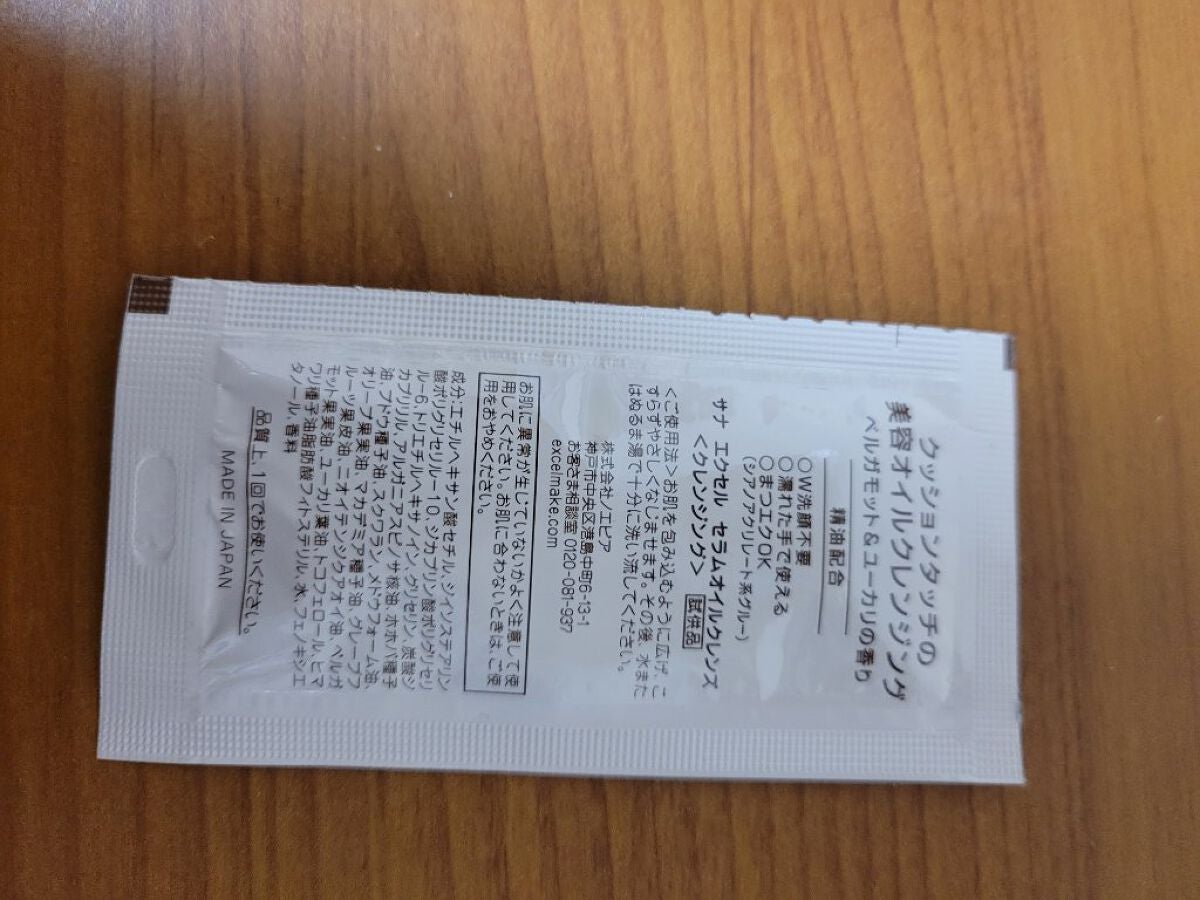 クッションタッチの
美容オイルクレンジング
ベルガモット&ユーカリの香り
精油配合
○W洗顔不要
○濡れた手で使える
○まつエクOK
(シアノアクリレート系グルー)
サナ エクセル セラムオイルクレンズ
<クレンジング> 試供品
<ご使用法>お肌を包み込むように広げ、こ
すらずやさしくなじませます。その後、水また
はぬるま湯で十分に洗い流してください。
株式会社ノエビア
神戸市中央区港島中町6-13-1
お客さま相談室 0120-081-937
excelmake.com
お肌に異常が生じていないかよく注意して使
用してください。お肌に合わないときは、ご使
用をおやめください。
成分:エチルヘキサン酸セチル、ジイソステアリン
酸ポリグリセリル-10、ジカプリン酸ポリグリセリ
ル-6、トリエチルヘキサノイン、グリセリン、炭酸ジ
カプリリル、アルガニアスピノサ核油、ホホバ種子
油、ブドウ種子油、スクワラン、メドウフォーム油、
オリーブ果実油、マカデミア種子油、グレープフ
ルーツ果皮油、ニオイテンジクアオイ油、ベルガ
モット果実油、ユーカリ葉油、トコフェロール、ヒマ
ワリ種子油脂肪酸フィトステリル、水、フェノキシエ
タノール、香料
品質上、1回でお使いください。
MADE IN JAPAN